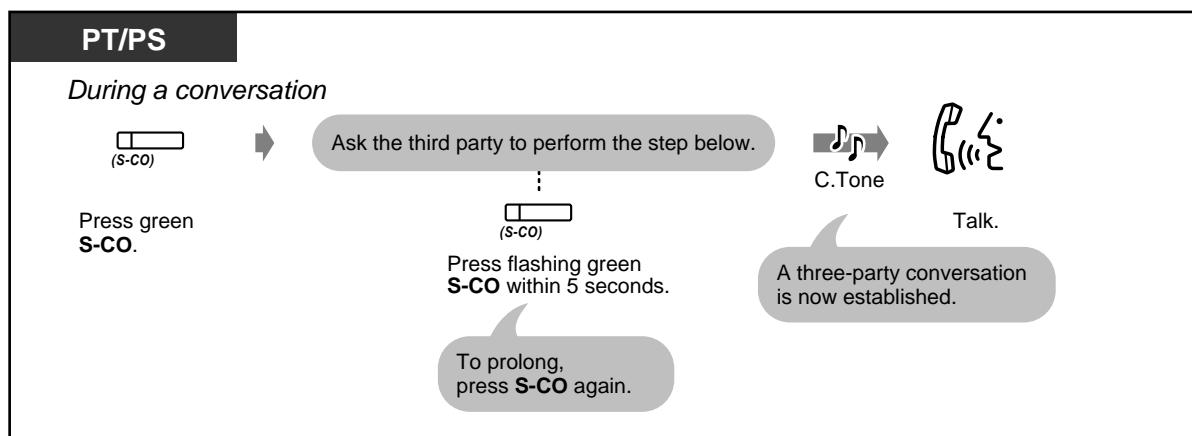 PT/PS
During a conversation
(S-CO)
Press green
S-CO.
Ask the third party to perform the step below.
(S-CO)
Press flashing green
S-CO within 5 seconds.
To prolong,
press S-CO again.
C.Tone
Talk.
A three-party conversation
is now established.